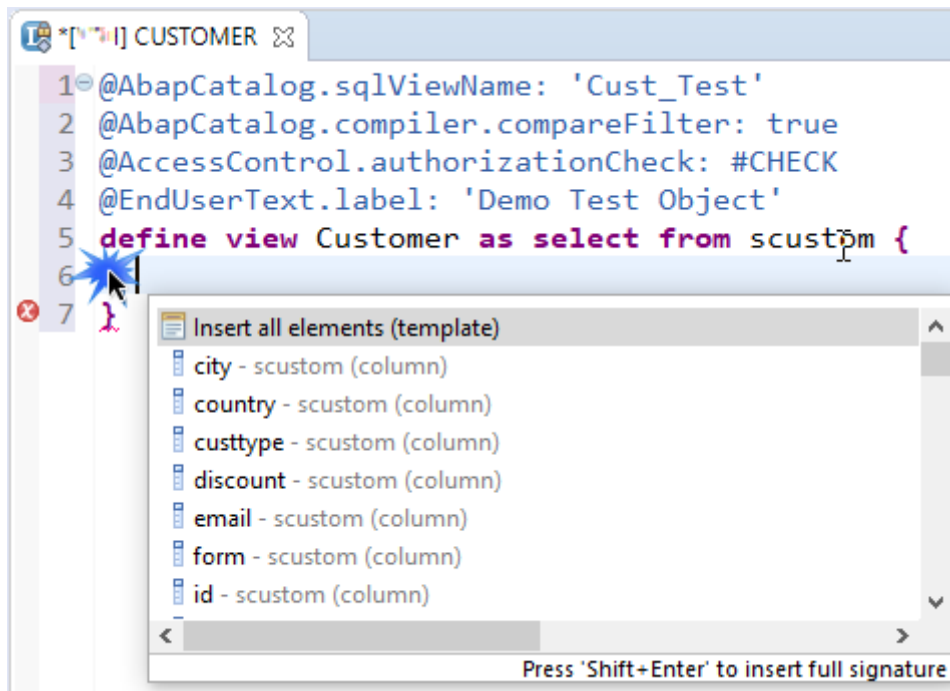 CUSTOMER
1 @AbapCatalog.sqlViewName: 'Cust_Test'
2 @AbapCatalog.compiler.compareFilter: true
3 @AccessControl.authorizationCheck: #CHECK
4 @EndUserText.label: 'Demo Test Object'
5 define view Customer as select from scustom {
6
7 }
Insert all elements (template)
city - scustom (column)
country - scustom (column)
custtype - scustom (column)
discount - scustom (column)
email - scustom (column)
form - scustom (column)
id - scustom (column)
Press 'Shift+Enter' to insert full signature